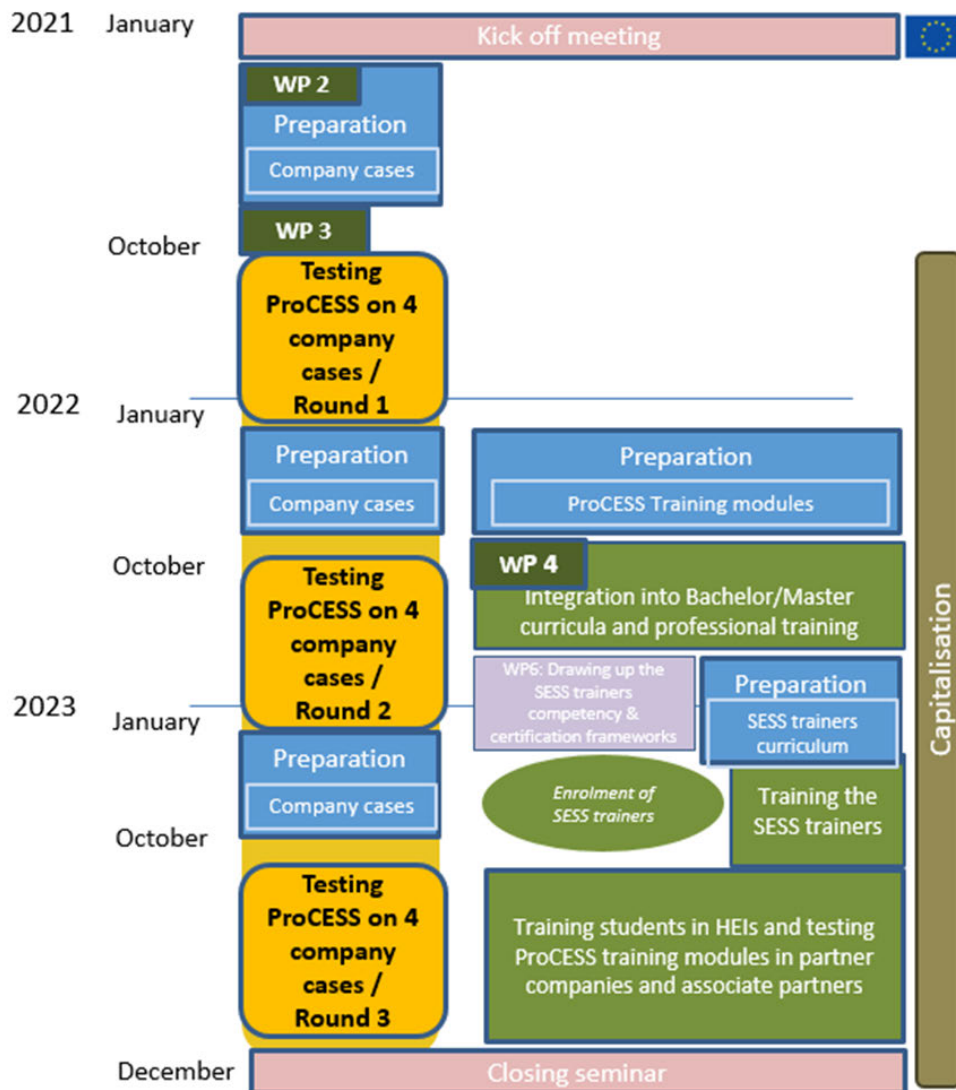 2021
January
Kick off meeting
WP 2
Preparation
Company cases
WP 3
October
Testing
ProCESS on 4
company
cases /
Round 1
2022
January
Preparation
Company cases
Preparation
ProCESS Training modules
October
Testing
ProCESS on 4
company
cases /
Round 2
WP 4
Integration into Bachelor/Master
curricula and professional training
WP6: Drawing up the
SESS trainers
competency &
certification frameworks
Preparation
SESS trainers
curriculum
2023
January
Preparation
Company cases
Enrolment of
SESS trainers
Training the
SESS trainers
October
Testing
ProCESS on 4
company
cases /
Round 3
Training students in HEIs and testing
ProCESS training modules in partner
companies and associate partners
Capitalisation
December
Closing seminar